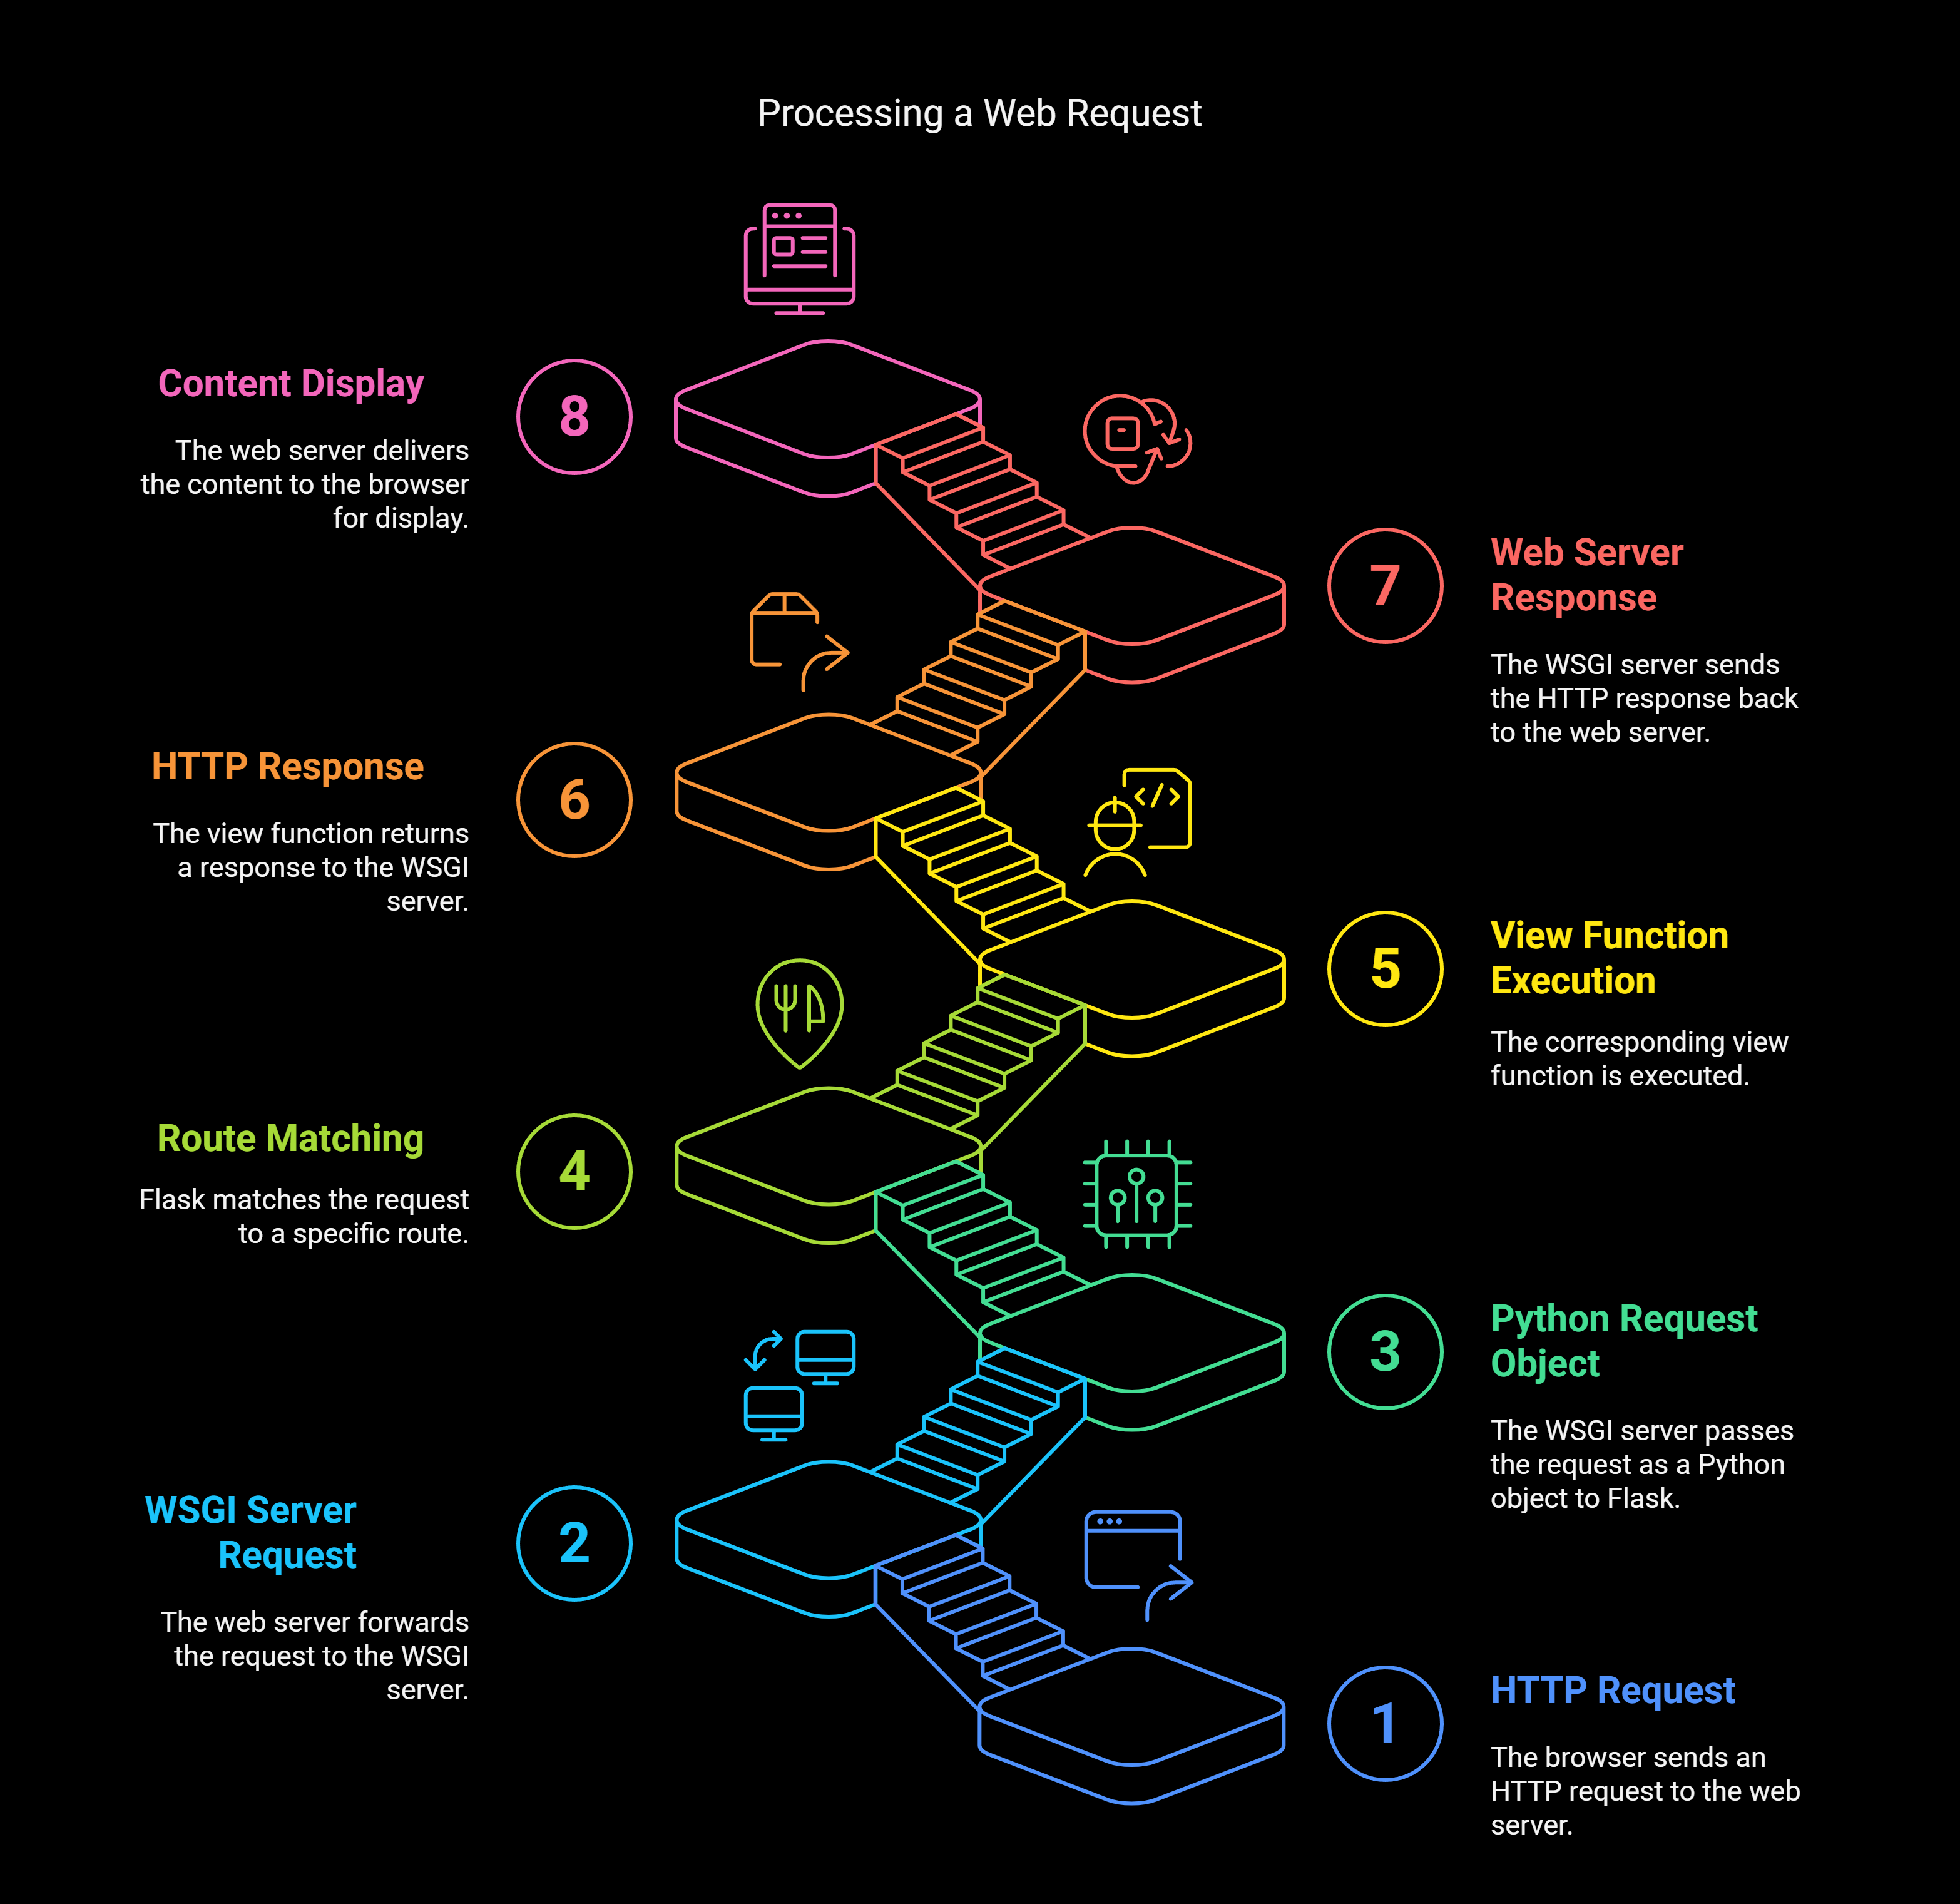 Processing a Web Request
Content Display
8
The web server delivers
the content to the browser
for display.
7
Web Server
Response
The WSGI server sends
the HTTP response back
to the web server.
HTTP Response
6
The view function returns
a response to the WSGI
server.
5
View Function
Execution
The corresponding view
function is executed.
Route Matching
4
Flask matches the request
to a specific route.
3
Python Request
Object
The WSGI server passes
the request as a Python
object to Flask.
WSGI Server
Request
2
The web server forwards
the request to the WSGI
server.
1
HTTP Request
The browser sends an
HTTP request to the web
server.